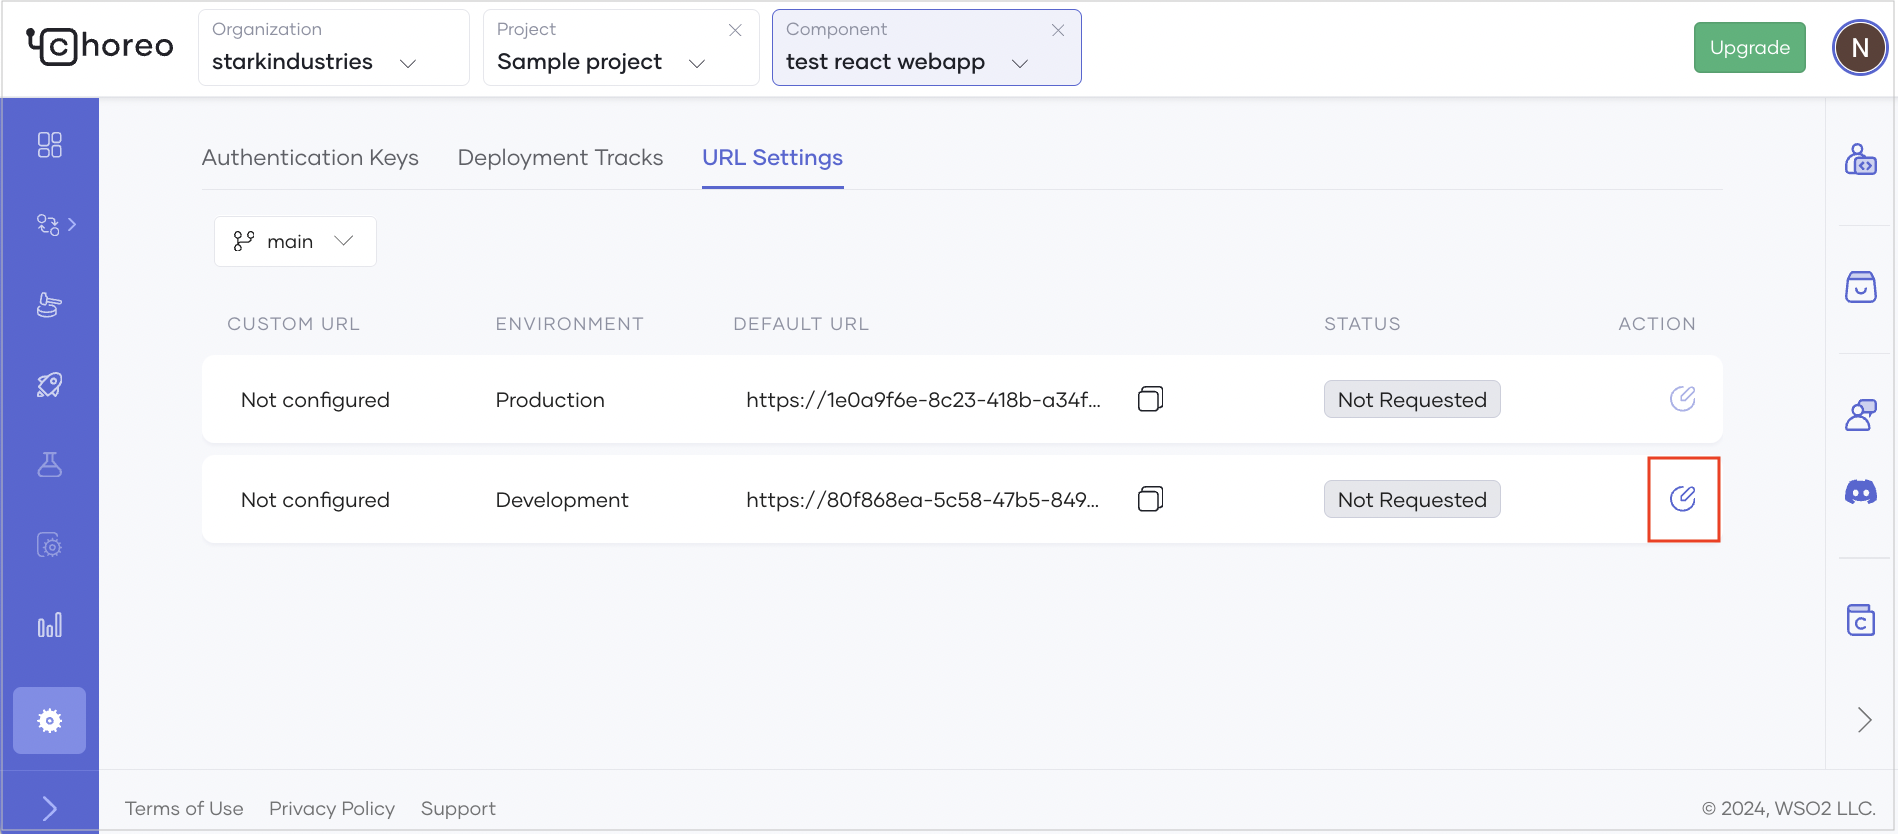 choreo
Organization
starkindustries
Project
Sample project
Component
test react webapp
Upgrade
N
Authentication Keys Deployment Tracks URL Settings
main
CUSTOM URL ENVIRONMENT DEFAULT URL STATUS ACTION
Not configured Production https://1e0a9f6e-8c23-418b-a34f... Not Requested
Not configured Development https://80f868ea-5c58-47b5-849... Not Requested
C
Terms of Use Privacy Policy Support © 2024, WSO2 LLC.